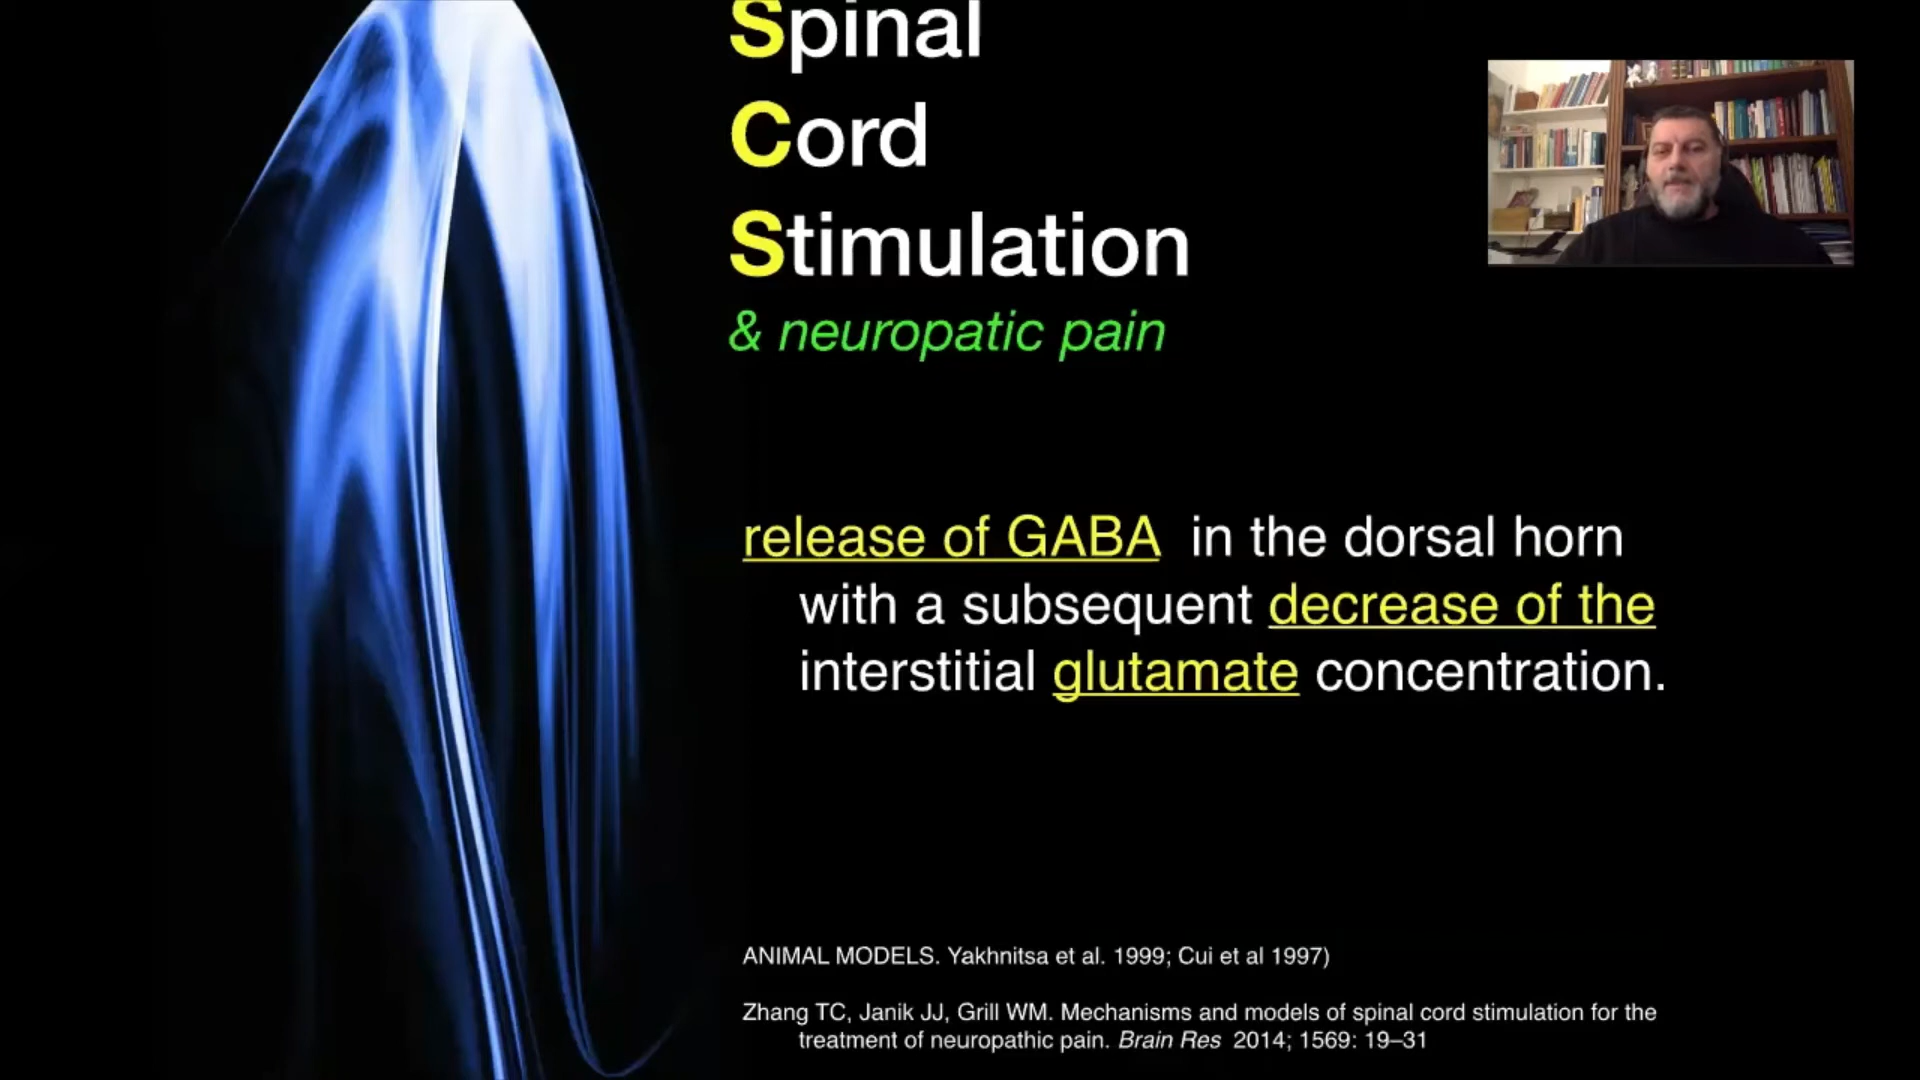 Spinal
Cord
Stimulation
& neuropatic pain
release of GABA in the dorsal horn
with a subsequent decrease of the
interstitial glutamate concentration.
ANIMAL MODELS. Yakhnitsa et al. 1999; Cui et al 1997)
Zhang TC, Janik JJ, Grill WM. Mechanisms and models of spinal cord stimulation for the
treatment of neuropathic pain. Brain Res 2014; 1569: 19–31